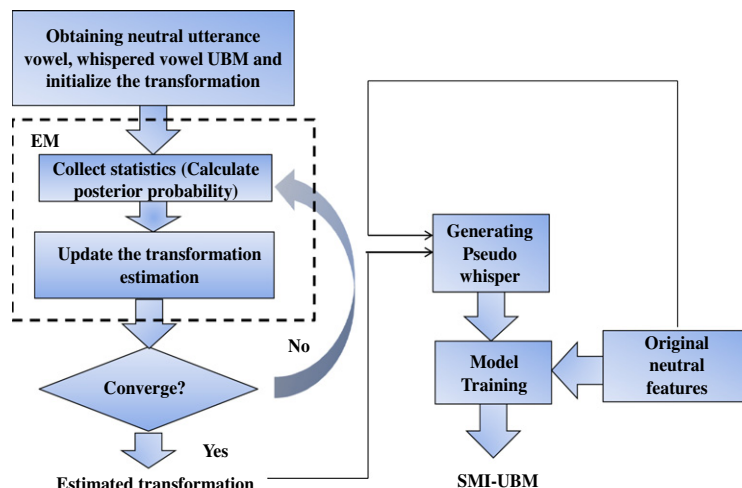 Obtaining neutral utterance
vowel, whispered vowel UBM and
initialize the transformation
EM
Collect statistics (Calculate
posterior probability)
Update the transformation
estimation
No
Converge?
Yes
Estimated transformation
Generating
Pseudo
whisper
Model
Training
Original
neutral
features
SMI-UBM